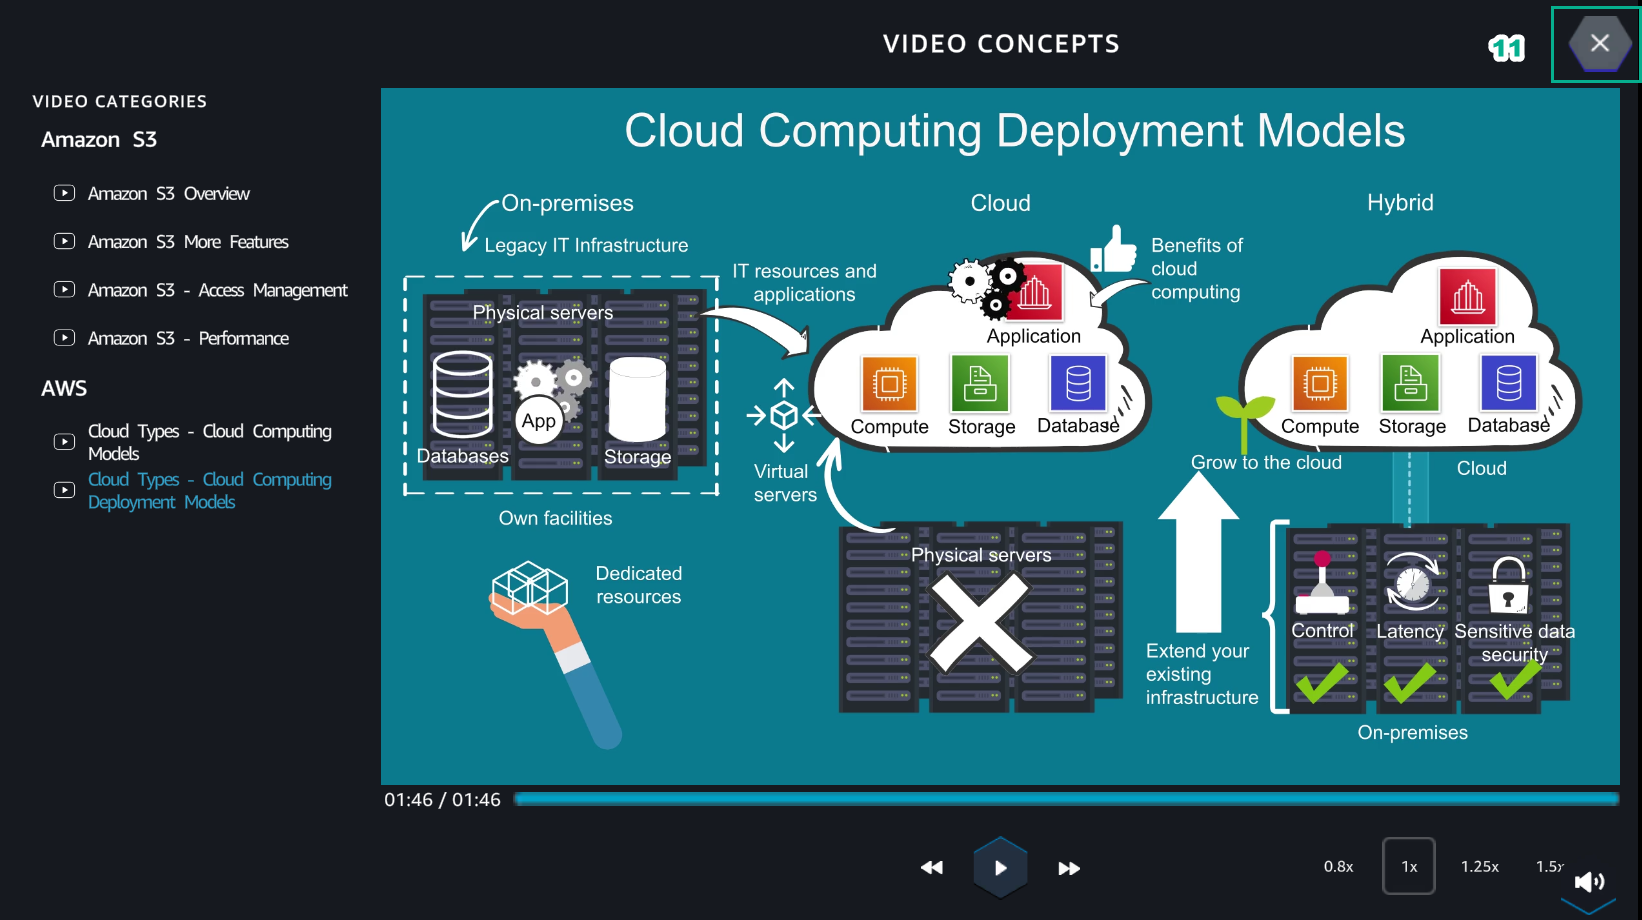 VIDEO CONCEPTS
11
VIDEO CATEGORIES
Amazon S3
Amazon S3 Overview
Amazon S3 More Features
Amazon S3 - Access Management
Amazon S3 - Performance
AWS
Cloud Types - Cloud Computing
Models
Cloud Types - Cloud Computing
Deployment Models
Cloud Computing Deployment Models
On-premises
Legacy IT Infrastructure
Physical servers
Databases
App
Storage
Own facilities
Dedicated
resources
IT resources and
applications
Virtual
servers
Cloud
Benefits of
cloud
computing
Application
Compute
Storage
Database
Physical servers
Hybrid
Application
Compute
Storage
Database
Grow to the cloud
Cloud
Extend your
existing
infrastructure
Control
Latency
Sensitive data
security
On-premises
01:46 / 01:46
0.8x
1x
1.25x
1.5x